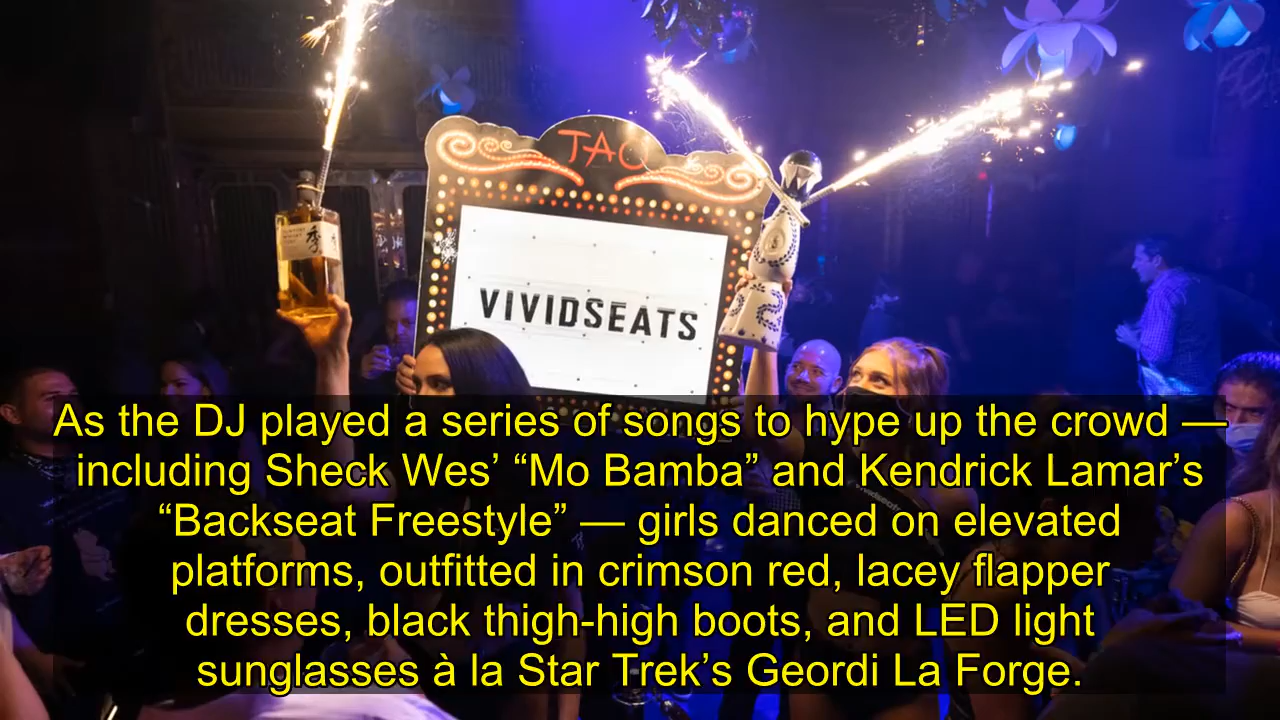 TAO
季
VIVIDSEATS
As the DJ played a series of songs to hype up the crowd —
including Sheck Wes’ “Mo Bamba” and Kendrick Lamar’s
“Backseat Freestyle” — girls danced on elevated
platforms, outfitted in crimson red, lacey flapper
dresses, black thigh-high boots, and LED light
sunglasses à la Star Trek’s Geordi La Forge.